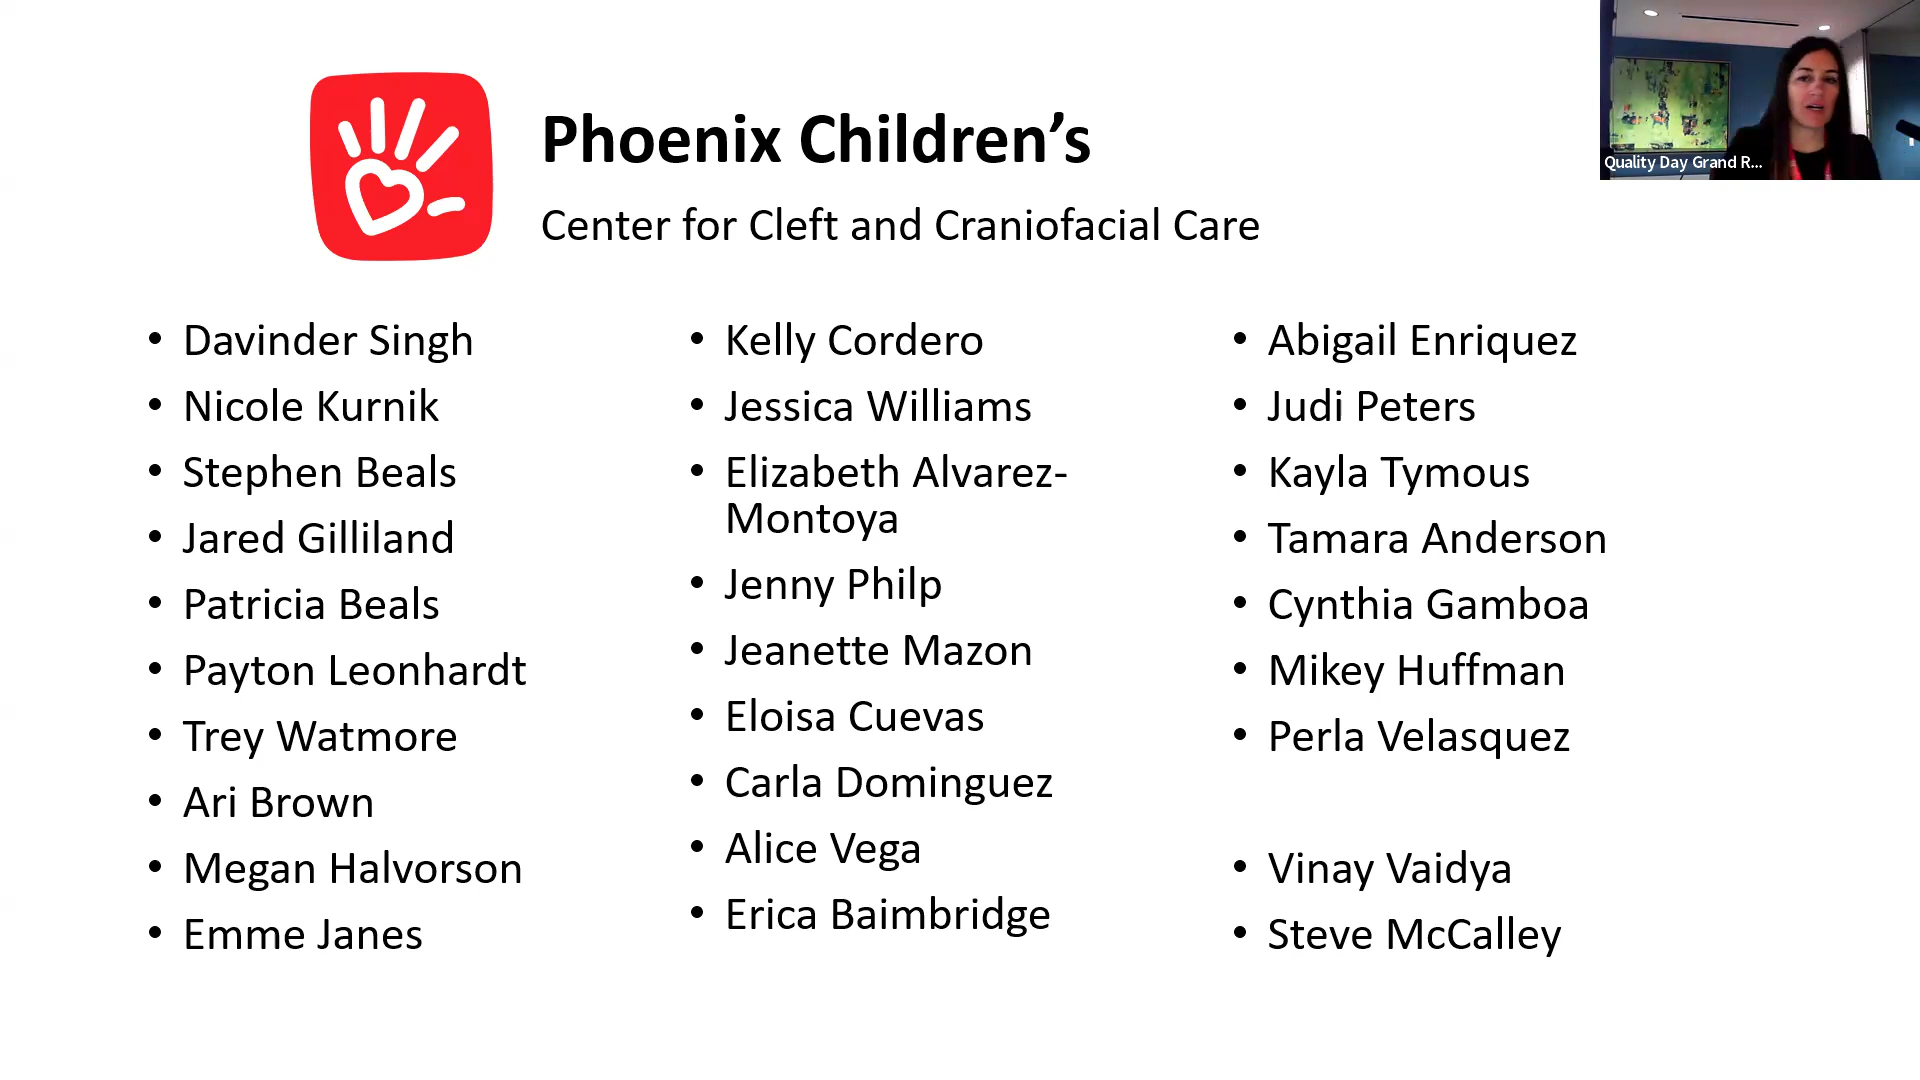 Phoenix Children’s
Center for Cleft and Craniofacial Care
Quality Day Grand R...
• Davinder Singh
• Nicole Kurnik
• Stephen Beals
• Jared Gilliland
• Patricia Beals
• Payton Leonhardt
• Trey Watmore
• Ari Brown
• Megan Halvorson
• Emme Janes
• Kelly Cordero
• Jessica Williams
• Elizabeth Alvarez-
Montoya
• Jenny Philp
• Jeanette Mazon
• Eloisa Cuevas
• Carla Dominguez
• Alice Vega
• Erica Baimbridge
• Abigail Enriquez
• Judi Peters
• Kayla Tymous
• Tamara Anderson
• Cynthia Gamboa
• Mikey Huffman
• Perla Velasquez
• Vinay Vaidya
• Steve McCalley